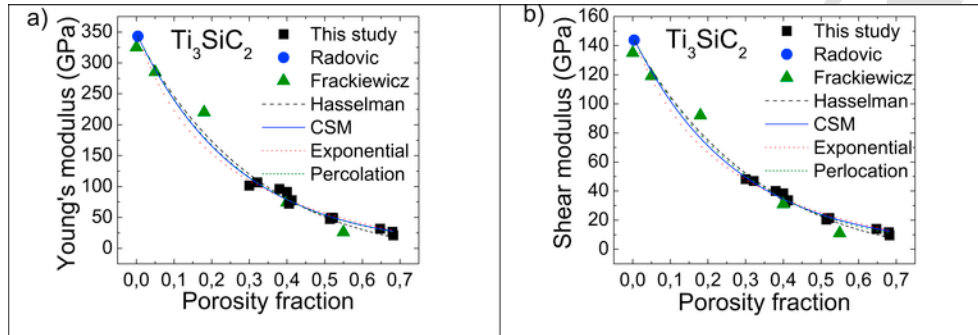 a)
Ti₃SiC₂
This study
Radovic
Frackiewicz
Hasselman
CSM
Exponential
Percolation
Young's modulus (GPa)
350
300
250
200
150
100
50
0
0,0 0,1 0,2 0,3 0,4 0,5 0,6 0,7
Porosity fraction
b)
Ti₃SiC₂
This study
Radovic
Frackiewicz
Hasselman
CSM
Exponential
Perlocation
Shear modulus (GPa)
160
140
120
100
80
60
40
20
0
0,0 0,1 0,2 0,3 0,4 0,5 0,6 0,7
Porosity fraction